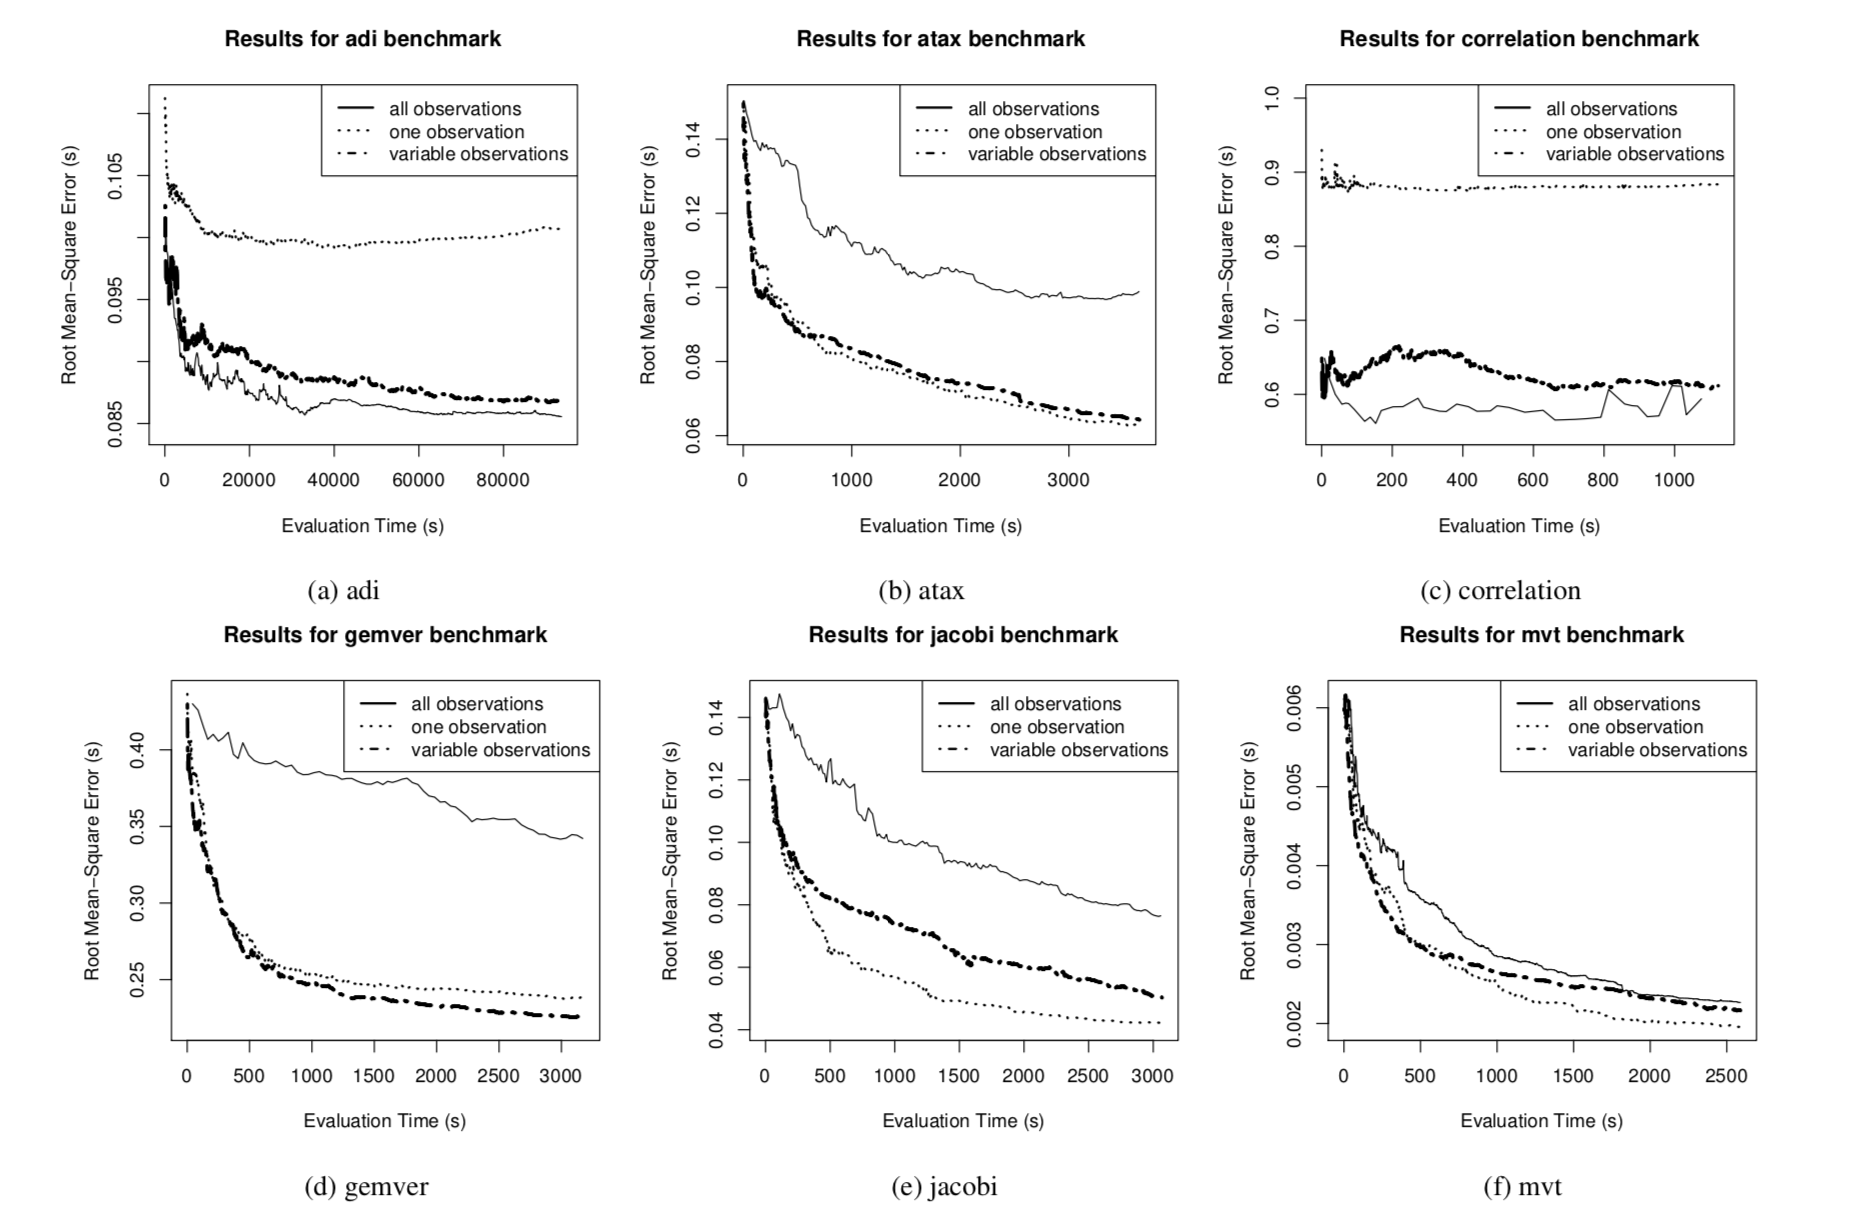 Results for adi benchmark
Root Mean−Square Error (s)
0.105
0.095
0.085
all observations
one observation
variable observations
0 20000 40000 60000 80000
Evaluation Time (s)
(a) adi
Results for atax benchmark
Root Mean−Square Error (s)
0.14
0.12
0.10
0.08
0.06
all observations
one observation
variable observations
0 1000 2000 3000
Evaluation Time (s)
(b) atax
Results for correlation benchmark
Root Mean−Square Error (s)
1.0
0.9
0.8
0.7
0.6
all observations
one observation
variable observations
0 200 400 600 800 1000
Evaluation Time (s)
(c) correlation
Results for gemver benchmark
Root Mean−Square Error (s)
0.40
0.35
0.30
0.25
all observations
one observation
variable observations
0 500 1000 1500 2000 2500 3000
Evaluation Time (s)
(d) gemver
Results for jacobi benchmark
Root Mean−Square Error (s)
0.14
0.12
0.10
0.08
0.06
0.04
all observations
one observation
variable observations
0 500 1000 1500 2000 2500 3000
Evaluation Time (s)
(e) jacobi
Results for mvt benchmark
Root Mean−Square Error (s)
0.006
0.005
0.004
0.003
0.002
all observations
one observation
variable observations
0 500 1000 1500 2000 2500
Evaluation Time (s)
(f) mvt